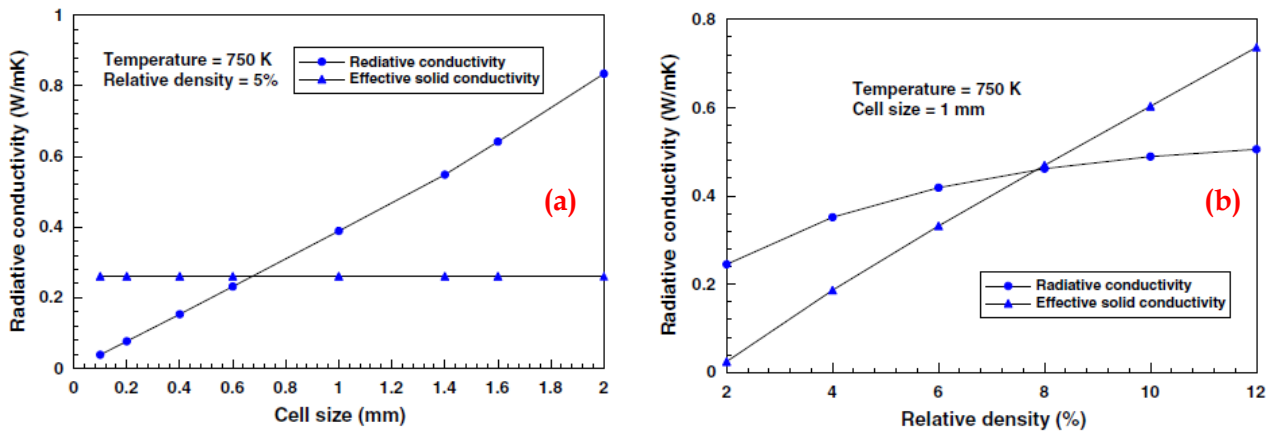 Radiative conductivity (W/mK)
1
0.8
0.6
0.4
0.2
0
Temperature = 750 K
Relative density = 5%
Rediative conductivity
Effective solid conductivity
(a)
0 0.2 0.4 0.6 0.8 1 1.2 1.4 1.6 1.8 2
Cell size (mm)
Radiative conductivity (W/mK)
0.8
0.6
0.4
0.2
0
Temperature = 750 K
Cell size = 1 mm
(b)
Radiative conductivity
Effective solid conductivity
2 4 6 8 10 12
Relative density (%)